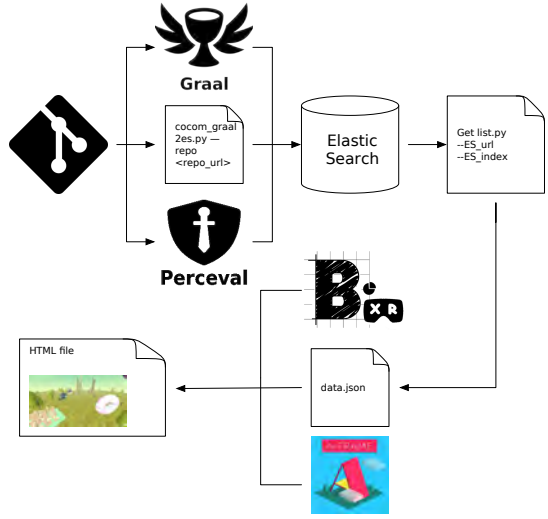 Graal
cocom_graal
2es.py —
repo
<repo_url>
Elastic
Search
Get list.py
--ES_url
--ES_index
Perceval
B
XR
HTML file
data.json